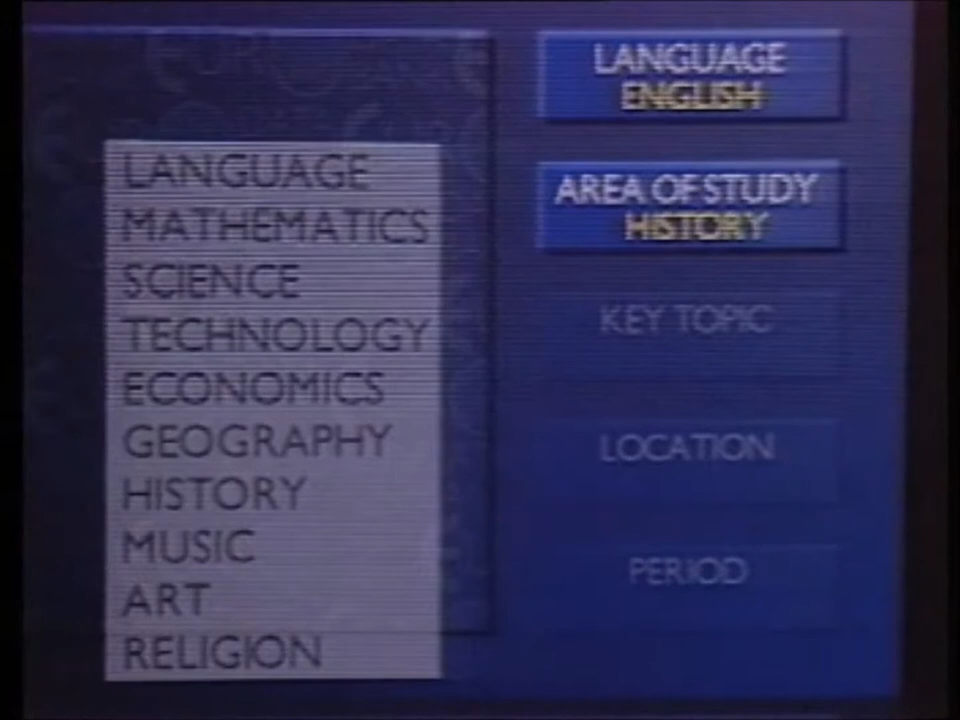 LANGUAGE
MATHEMATICS
SCIENCE
TECHNOLOGY
ECONOMICS
GEOGRAPHY
HISTORY
MUSIC
ART
RELIGION
LANGUAGE
ENGLISH
AREA OF STUDY
HISTORY
KEY TOPIC
LOCATION
PERIOD